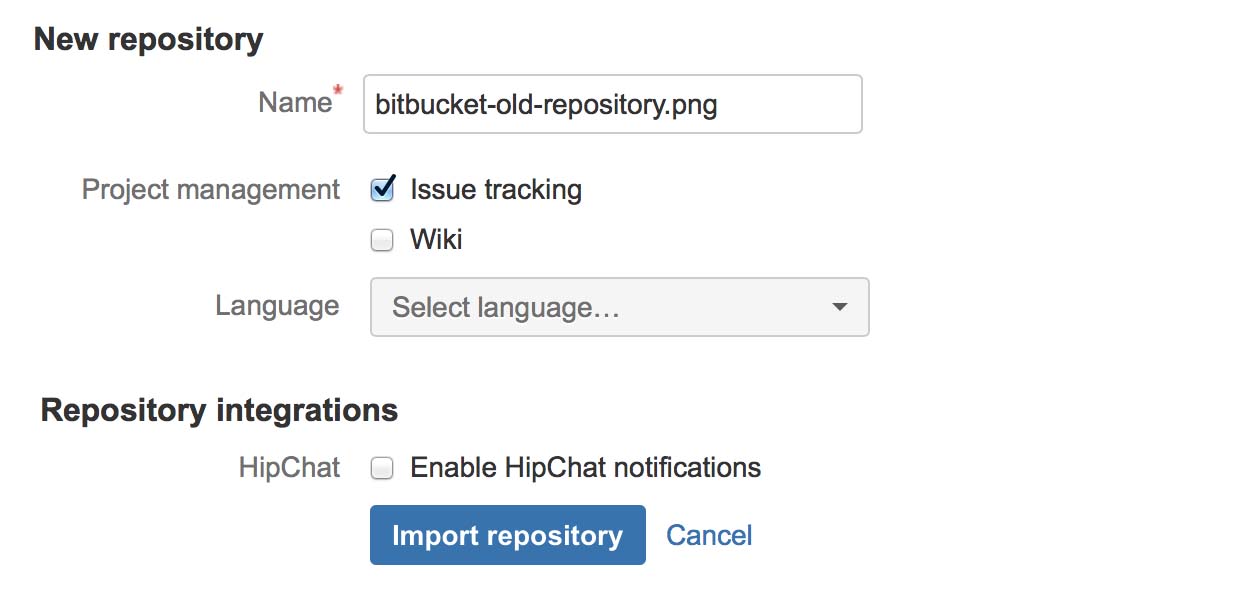 New repository
Name*
bitbucket-old-repository.png
Project management
Issue tracking
Wiki
Language
Select language...
Repository integrations
HipChat
Enable HipChat notifications
Import repository
Cancel